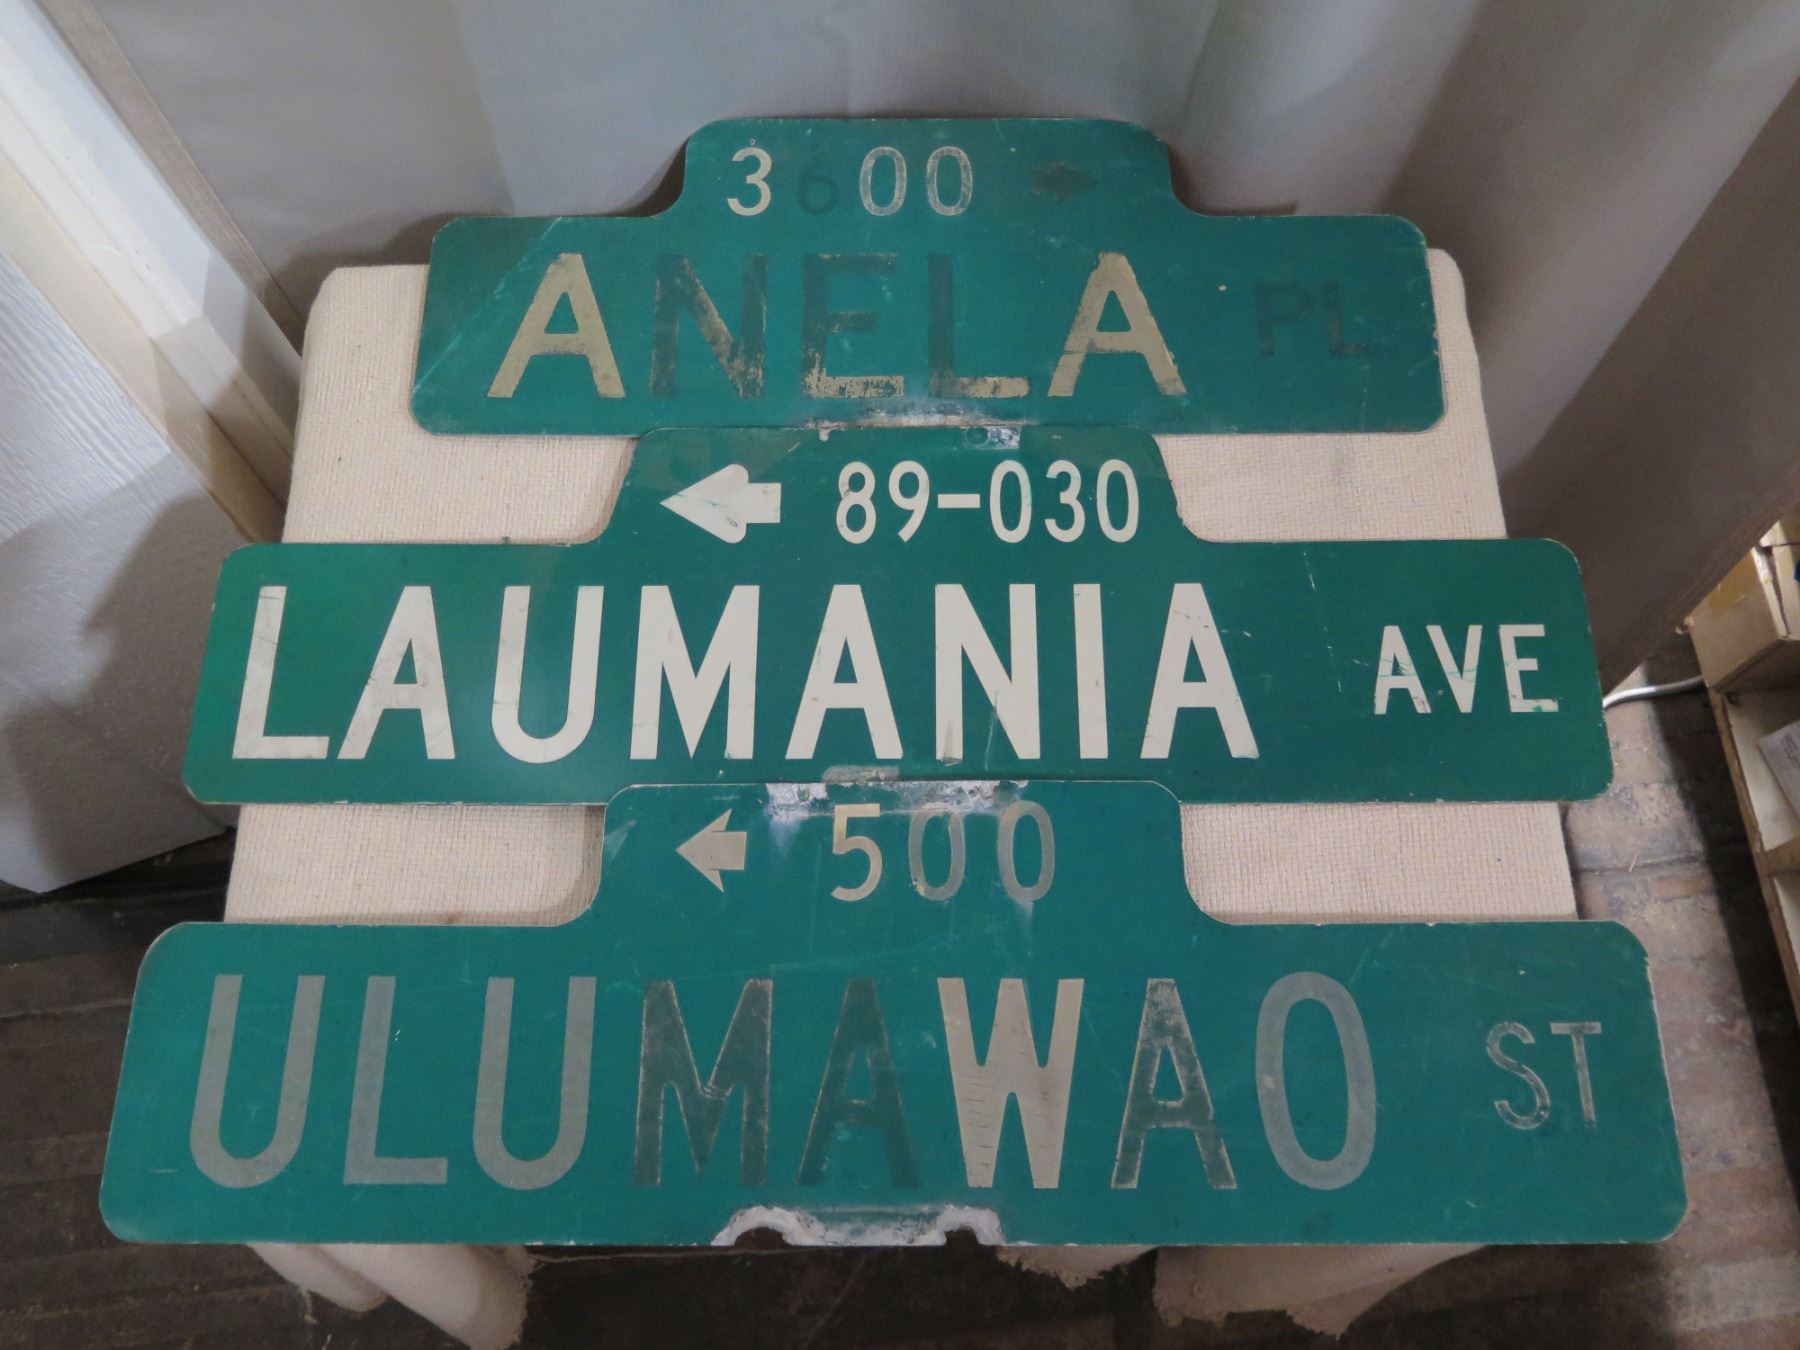 3600
ANELA PL
89-030
LAUMANIA AVE
500
ULUMAWAO ST